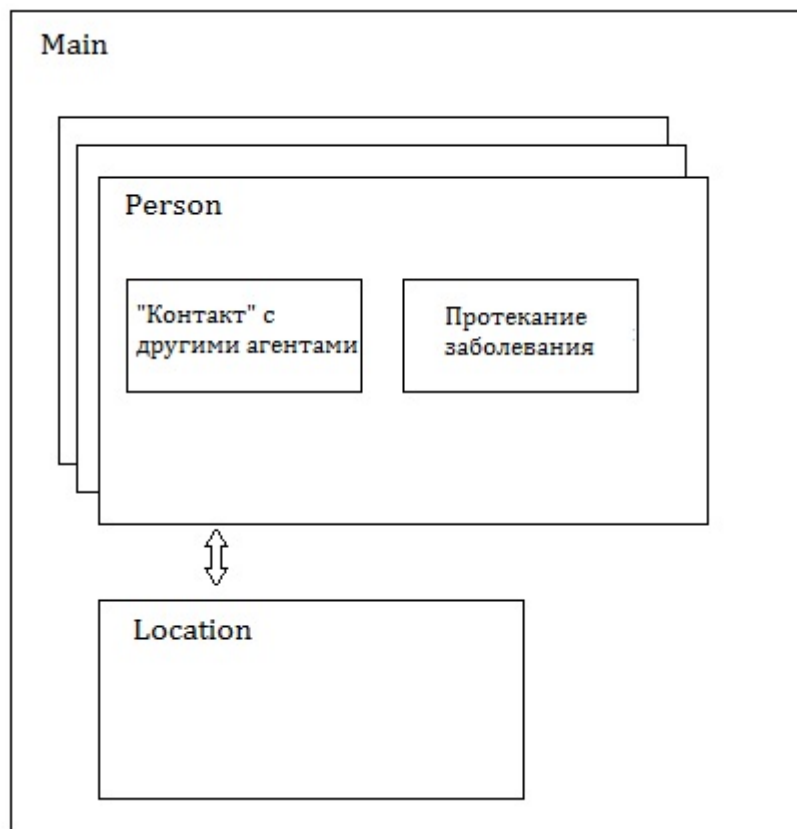 Main
Person
"Контакт" с
другими агентами
Протекание
заболевания
Location